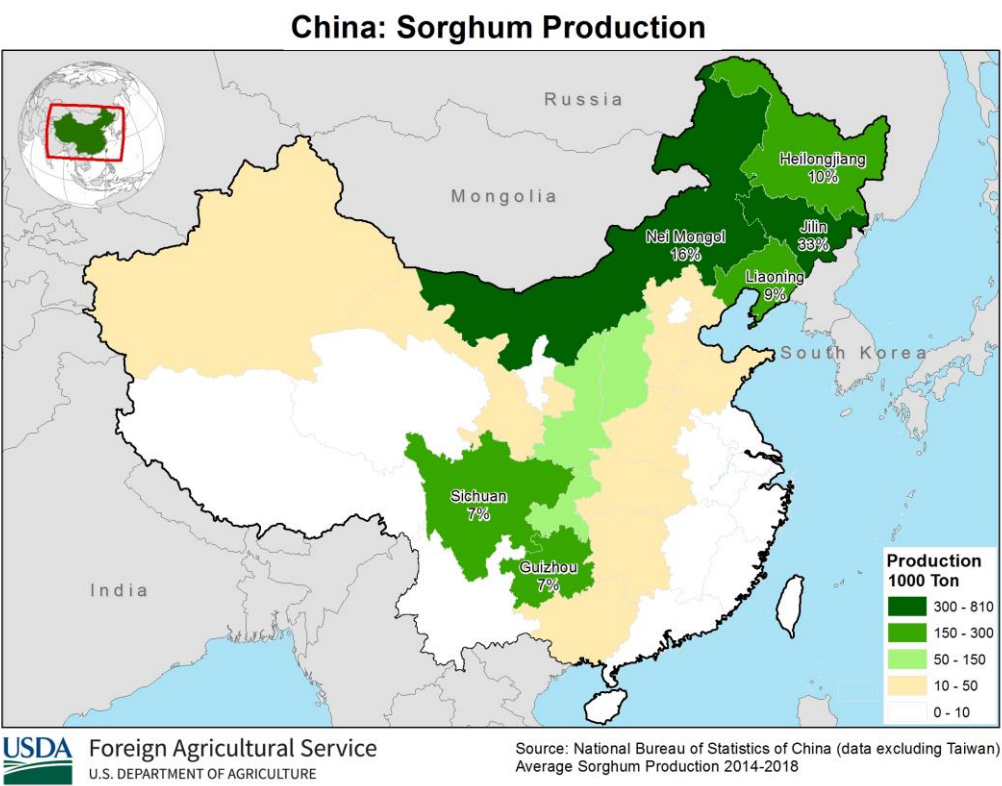 China: Sorghum Production
Russia
Mongolia
Heilongjiang
10%
Jilin
33%
Nei Mongol
16%
Liaoning
9%
South Korea
Sichuan
7%
Guizhou
7%
India
Production
1000 Ton
300 - 810
150 - 300
50 - 150
10 - 50
0 - 10
USDA
Foreign Agricultural Service
U.S. DEPARTMENT OF AGRICULTURE
Source: National Bureau of Statistics of China (data excluding Taiwan)
Average Sorghum Production 2014-2018